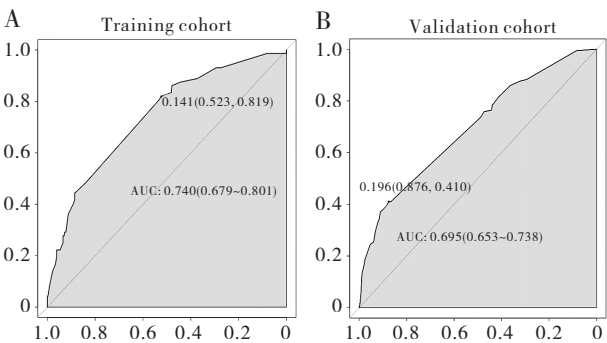 A
Training cohort
1.0
0.8
0.6
0.4
0.2
0
0.141(0.523, 0.819)
AUC: 0.740(0.679~0.801)
1.0 0.8 0.6 0.4 0.2 0
B
Validation cohort
1.0
0.8
0.6
0.4
0.2
0
0.196(0.876, 0.410)
AUC: 0.695(0.653~0.738)
1.0 0.8 0.6 0.4 0.2 0